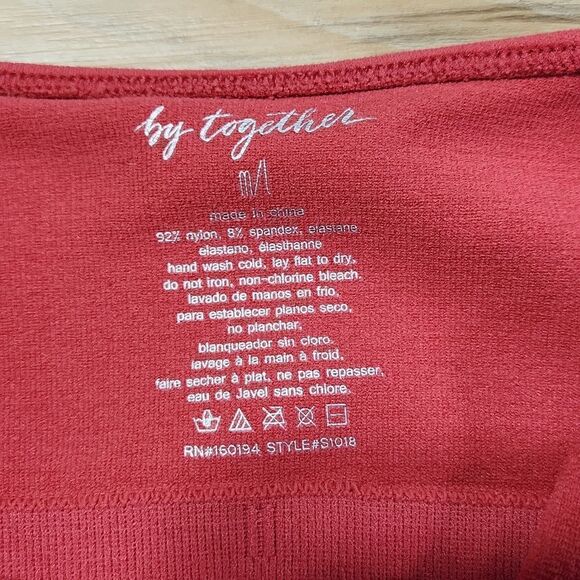 by together
m/l
made in china
92% nylon, 8% spandex, elastane
elastano, élasthanne
hand wash cold, lay flat to dry,
do not iron, non-chlorine bleach.
lavado de manos en frio,
para establecer planos seco,
no planchar,
blanqueador sin cloro.
lavage à la main à froid,
faire secher à plat, ne pas repasser,
eau de Javel sans chlore.
RN#160194 STYLE#S1018